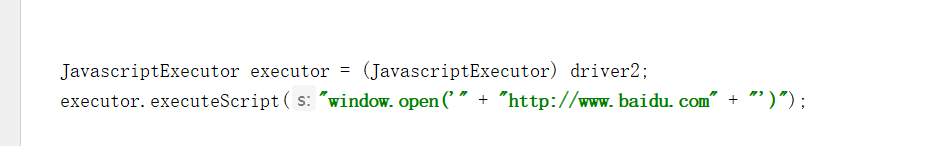 JavascriptExecutor executor = (JavascriptExecutor) driver2;
executor.executeScript( s: "window.open('" + "http://www.baidu.com" + "')");